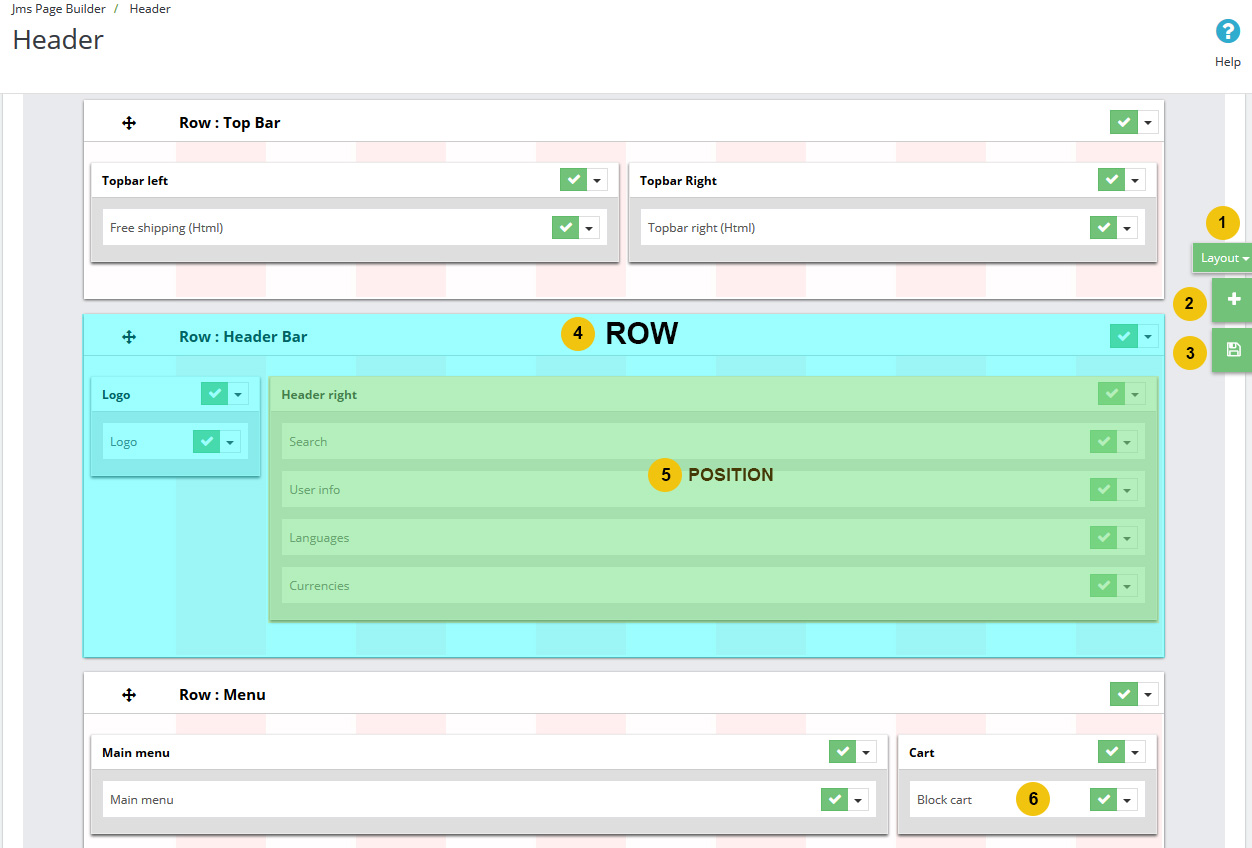 Jms Page Builder / Header
Header
?
Help
Row : Top Bar
Topbar left
Topbar Right
Free shipping (Html)
Topbar right (Html)
1
Layout
2
3
Row : Header Bar
4 ROW
Logo
Header right
Logo
Search
5 POSITION
User info
Languages
Currencies
Row : Menu
Main menu
Cart
Main menu
Block cart 6